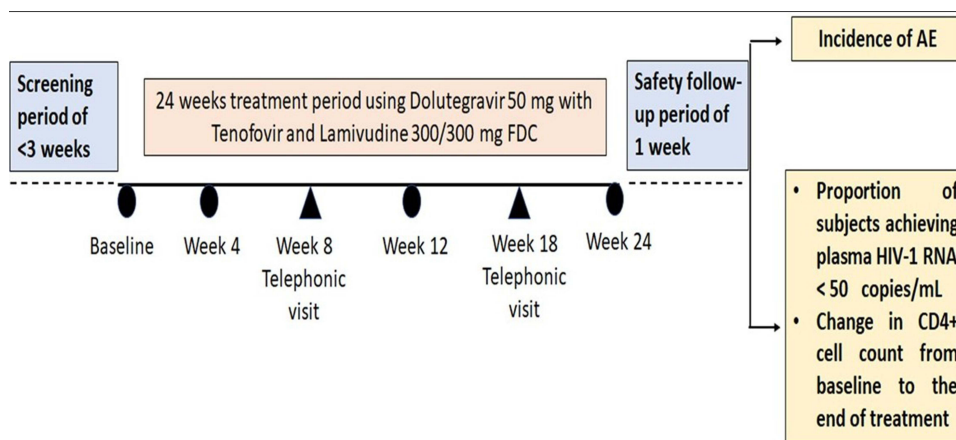 Screening
period of
<3 weeks
24 weeks treatment period using Dolutegravir 50 mg with
Tenofovir and Lamivudine 300/300 mg FDC
Safety follow-
up period of
1 week
Incidence of AE
Baseline
Week 4
Week 8
Telephonic
visit
Week 12
Week 18
Telephonic
visit
Week 24
• Proportion of
subjects achieving
plasma HIV-1 RNA
< 50 copies/mL
• Change in CD4+
cell count from
baseline to the
end of treatment